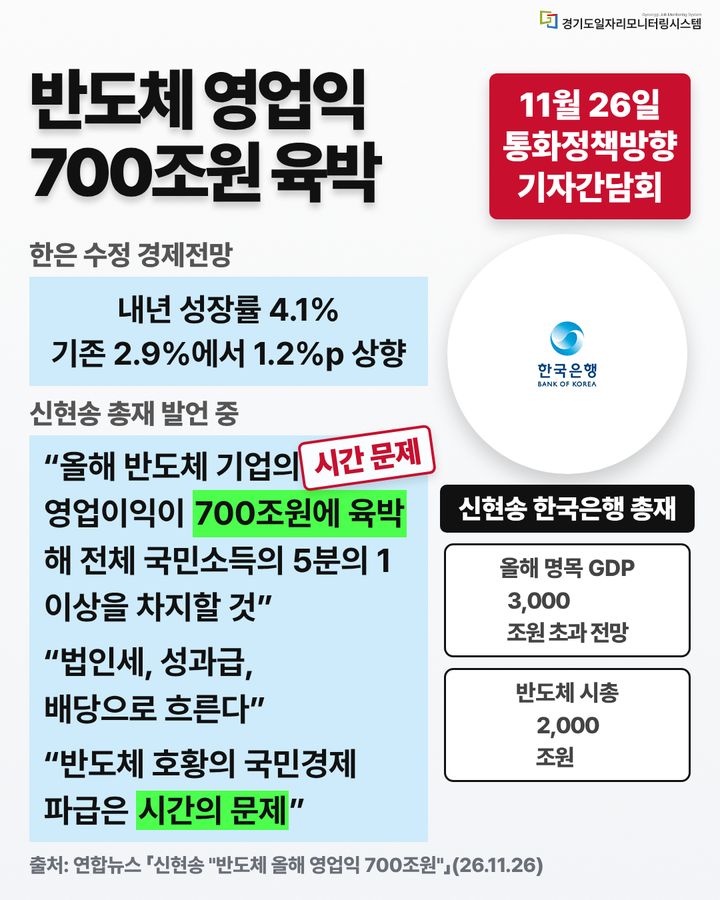 경기도일자리모니터링시스템
반도체 영업익
700조원 육박
11월 26일
통화정책방향
기자간담회
한은 수정 경제전망
내년 성장률 4.1%
기존 2.9%에서 1.2%p 상향
한국은행
BANK OF KOREA
신현송 총재 발언 중
“올해 반도체 기업의
시간 문제
영업이익이 700조원에 육박
해 전체 국민소득의 5분의 1
이상을 차지할 것”
“법인세, 성과급,
배당으로 흐른다”
“반도체 호황의 국민경제
파급은 시간의 문제”
신현송 한국은행 총재
올해 명목 GDP
3,000
조원 초과 전망
반도체 시총
2,000
조원
출처: 연합뉴스 「신현송 "반도체 올해 영업익 700조원"」(26.11.26)